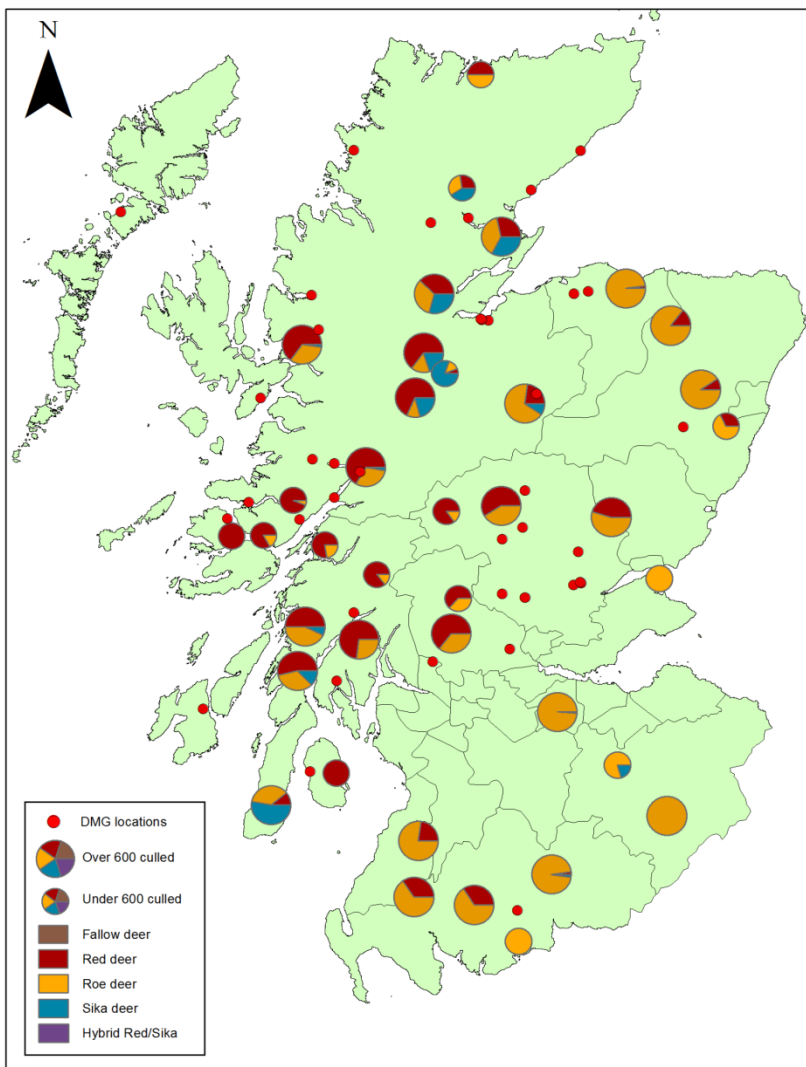 N
DMG locations
Over 600 culled
Under 600 culled
Fallow deer
Red deer
Roe deer
Sika deer
Hybrid Red/Sika